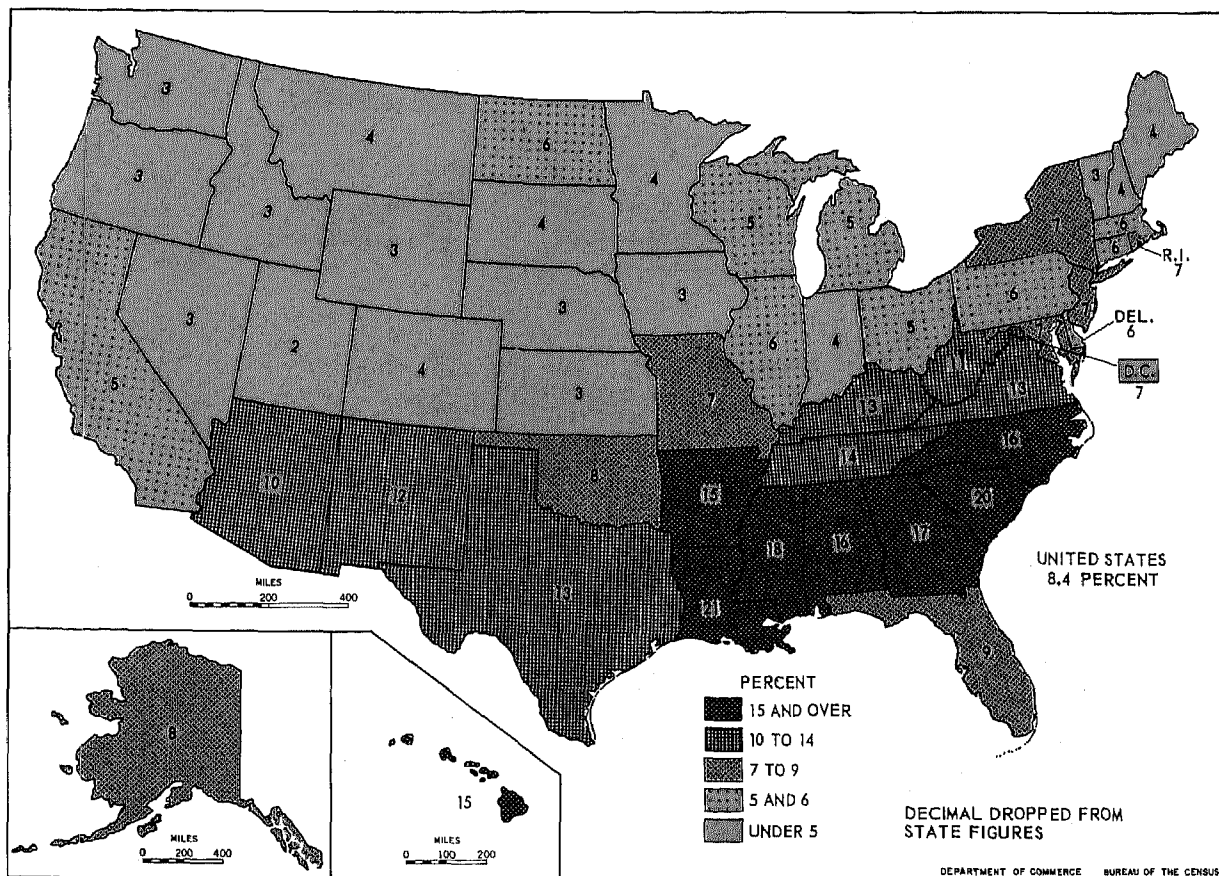 3
4
6
4
3
4
3
3
4
5
5
7
3
4
6
6
R.I.
7
3
3
3
6
DEL.
6
3
2
4
3
6
4
5
D.C.
7
5
7
11
13
13
16
10
12
8
15
14
20
18
16
17
UNITED STATES
8.4 PERCENT
13
21
9
MILES
0 200 400
PERCENT
15 AND OVER
10 TO 14
7 TO 9
5 AND 6
UNDER 5
8
15
MILES
0 200 400
MILES
0 100 200
DECIMAL DROPPED FROM
STATE FIGURES
DEPARTMENT OF COMMERCE BUREAU OF THE CENSUS